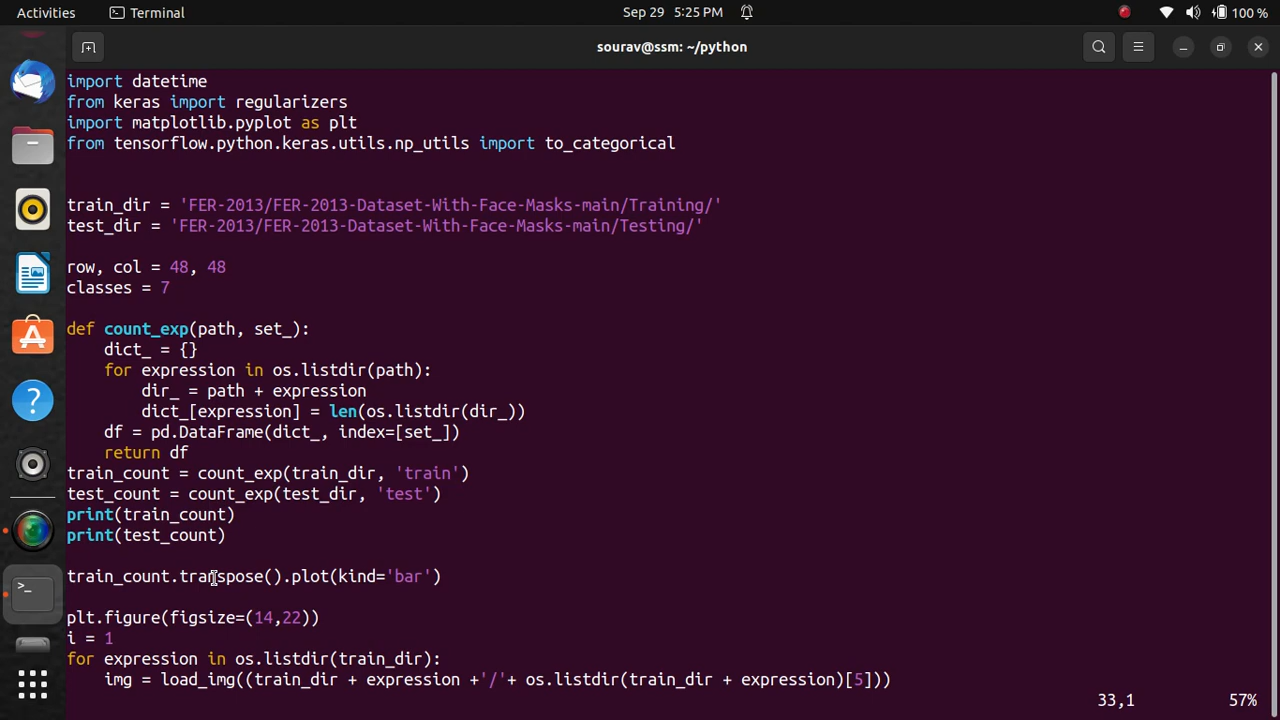 Activities Terminal Sep 29 5:25 PM 100 %
sourav@ssm: ~/python
import datetime
from keras import regularizers
import matplotlib.pyplot as plt
from tensorflow.python.keras.utils.np_utils import to_categorical
train_dir = 'FER-2013/FER-2013-Dataset-With-Face-Masks-main/Training/'
test_dir = 'FER-2013/FER-2013-Dataset-With-Face-Masks-main/Testing/'
row, col = 48, 48
classes = 7
def count_exp(path, set_):
dict_ = {}
for expression in os.listdir(path):
dir_ = path + expression
dict_[expression] = len(os.listdir(dir_))
df = pd.DataFrame(dict_, index=[set_])
return df
train_count = count_exp(train_dir, 'train')
test_count = count_exp(test_dir, 'test')
print(train_count)
print(test_count)
train_count.transpose().plot(kind='bar')
plt.figure(figsize=(14,22))
i = 1
for expression in os.listdir(train_dir):
img = load_img((train_dir + expression +'/'+ os.listdir(train_dir + expression)[5]))
33,1 57%